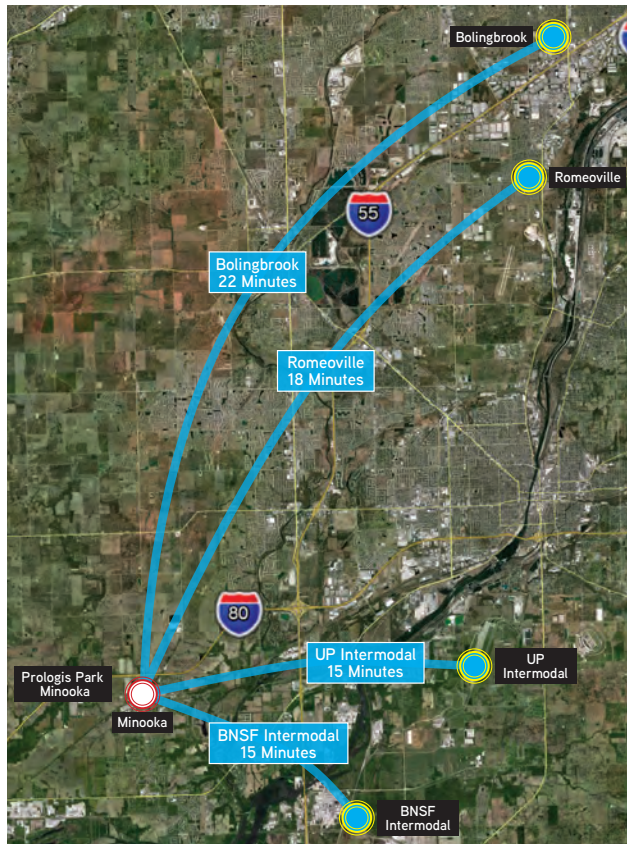 Bolingbrook
Romeoville
55
Bolingbrook
22 Minutes
Romeoville
18 Minutes
80
UP Intermodal
15 Minutes
UP
Intermodal
Prologis Park
Minooka
Minooka
BNSF Intermodal
15 Minutes
BNSF
Intermodal